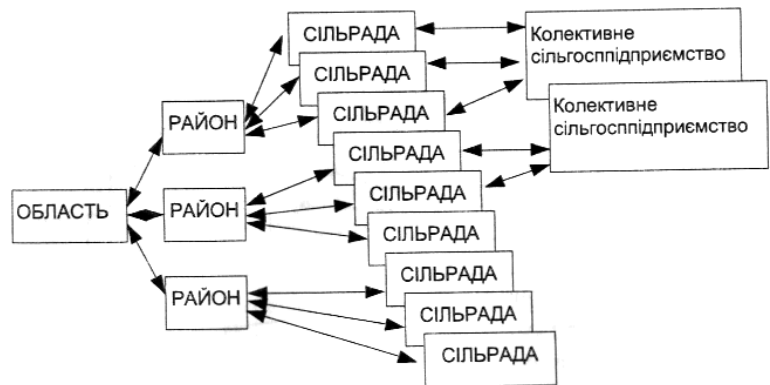 СІЛЬРАДА
Колективне
сільгосппідприємство
СІЛЬРАДА
СІЛЬРАДА
Колективне
сільгосппідприємство
РАЙОН
СІЛЬРАДА
СІЛЬРАДА
ОБЛАСТЬ
РАЙОН
СІЛЬРАДА
СІЛЬРАДА
РАЙОН
СІЛЬРАДА
СІЛЬРАДА